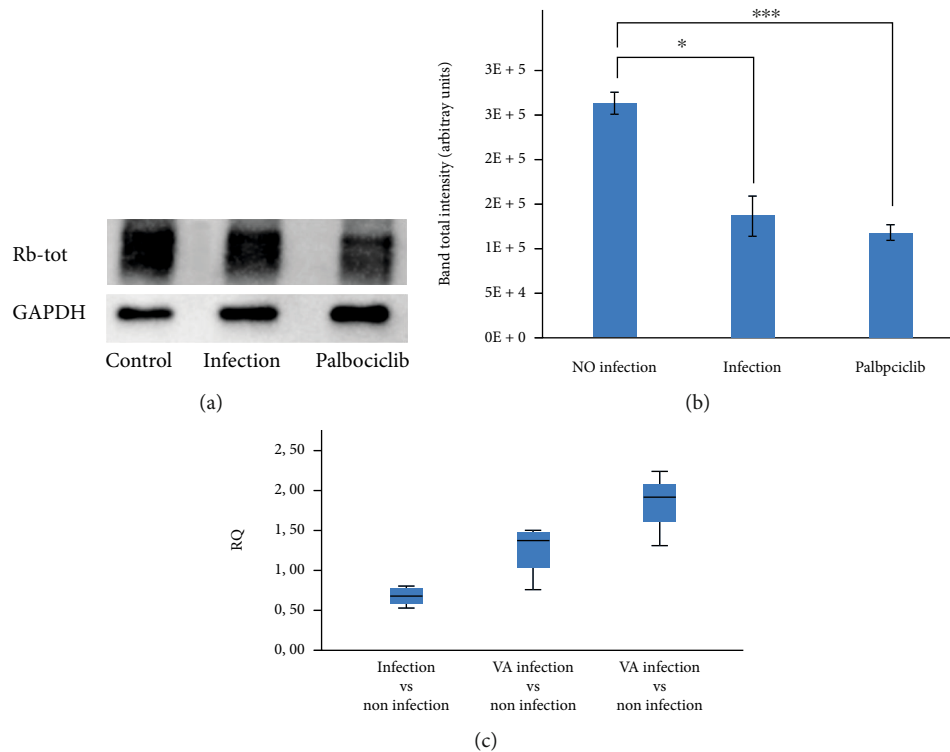 Rb-tot
GAPDH
Control Infection Palbociclib
(a)
Band total intensity (arbitray units)
3E + 5
3E + 5
2E + 5
2E + 5
1E + 5
5E + 4
0E + 0
*
***
NO infection Infection Palbpciclib
(b)
RQ
2, 50
2, 00
1, 50
1, 00
0, 50
0, 00
Infection
vs
non infection
VA infection
vs
non infection
VA infection
vs
non infection
(c)